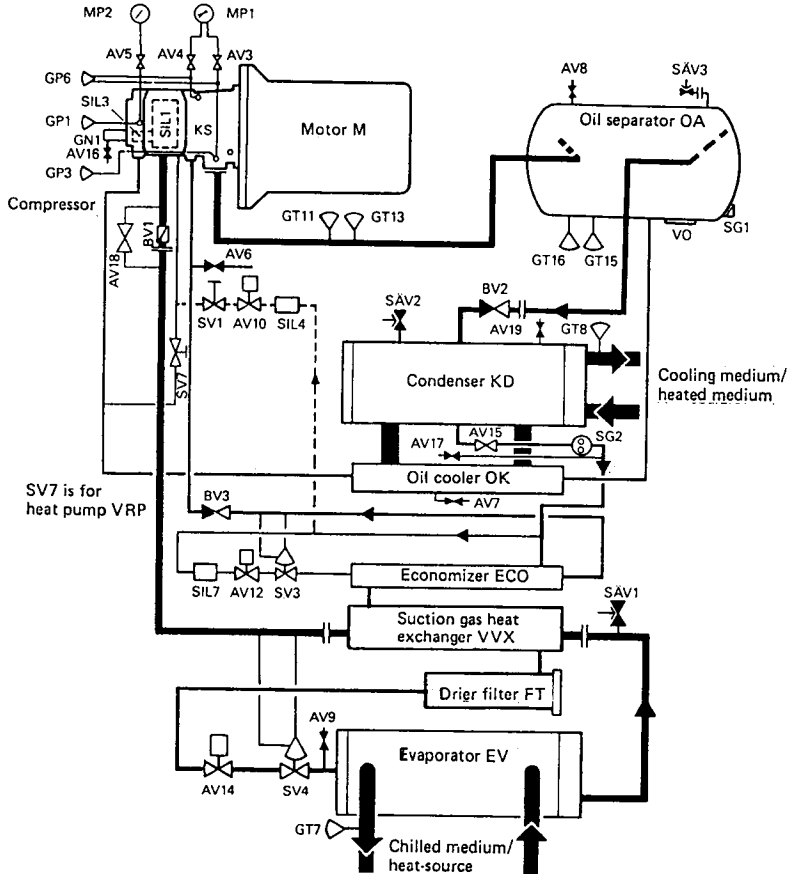 MP2
MP1
AV5
AV4
AV3
GP6
SIL3
GP1
SIL1
KS
GN1
AV16
GP3
Motor M
AV8
SÄV3
Oil separator OA
Compressor
GT11
GT13
GT16
GT15
VO
SG1
AV18
BV1
AV6
SV1
AV10
SIL4
SV7
SÄV2
BV2
AV19
GT8
Condenser KD
Cooling medium/
heated medium
AV15
AV17
SG2
Oil cooler OK
AV7
SV7 is for
heat pump VRP
BV3
SIL7
AV12
SV3
Economizer ECO
Suction gas heat
exchanger VVX
SÄV1
Drier filter FT
AV9
AV14
SV4
Evaporator EV
GT7
Chilled medium/
heat-source